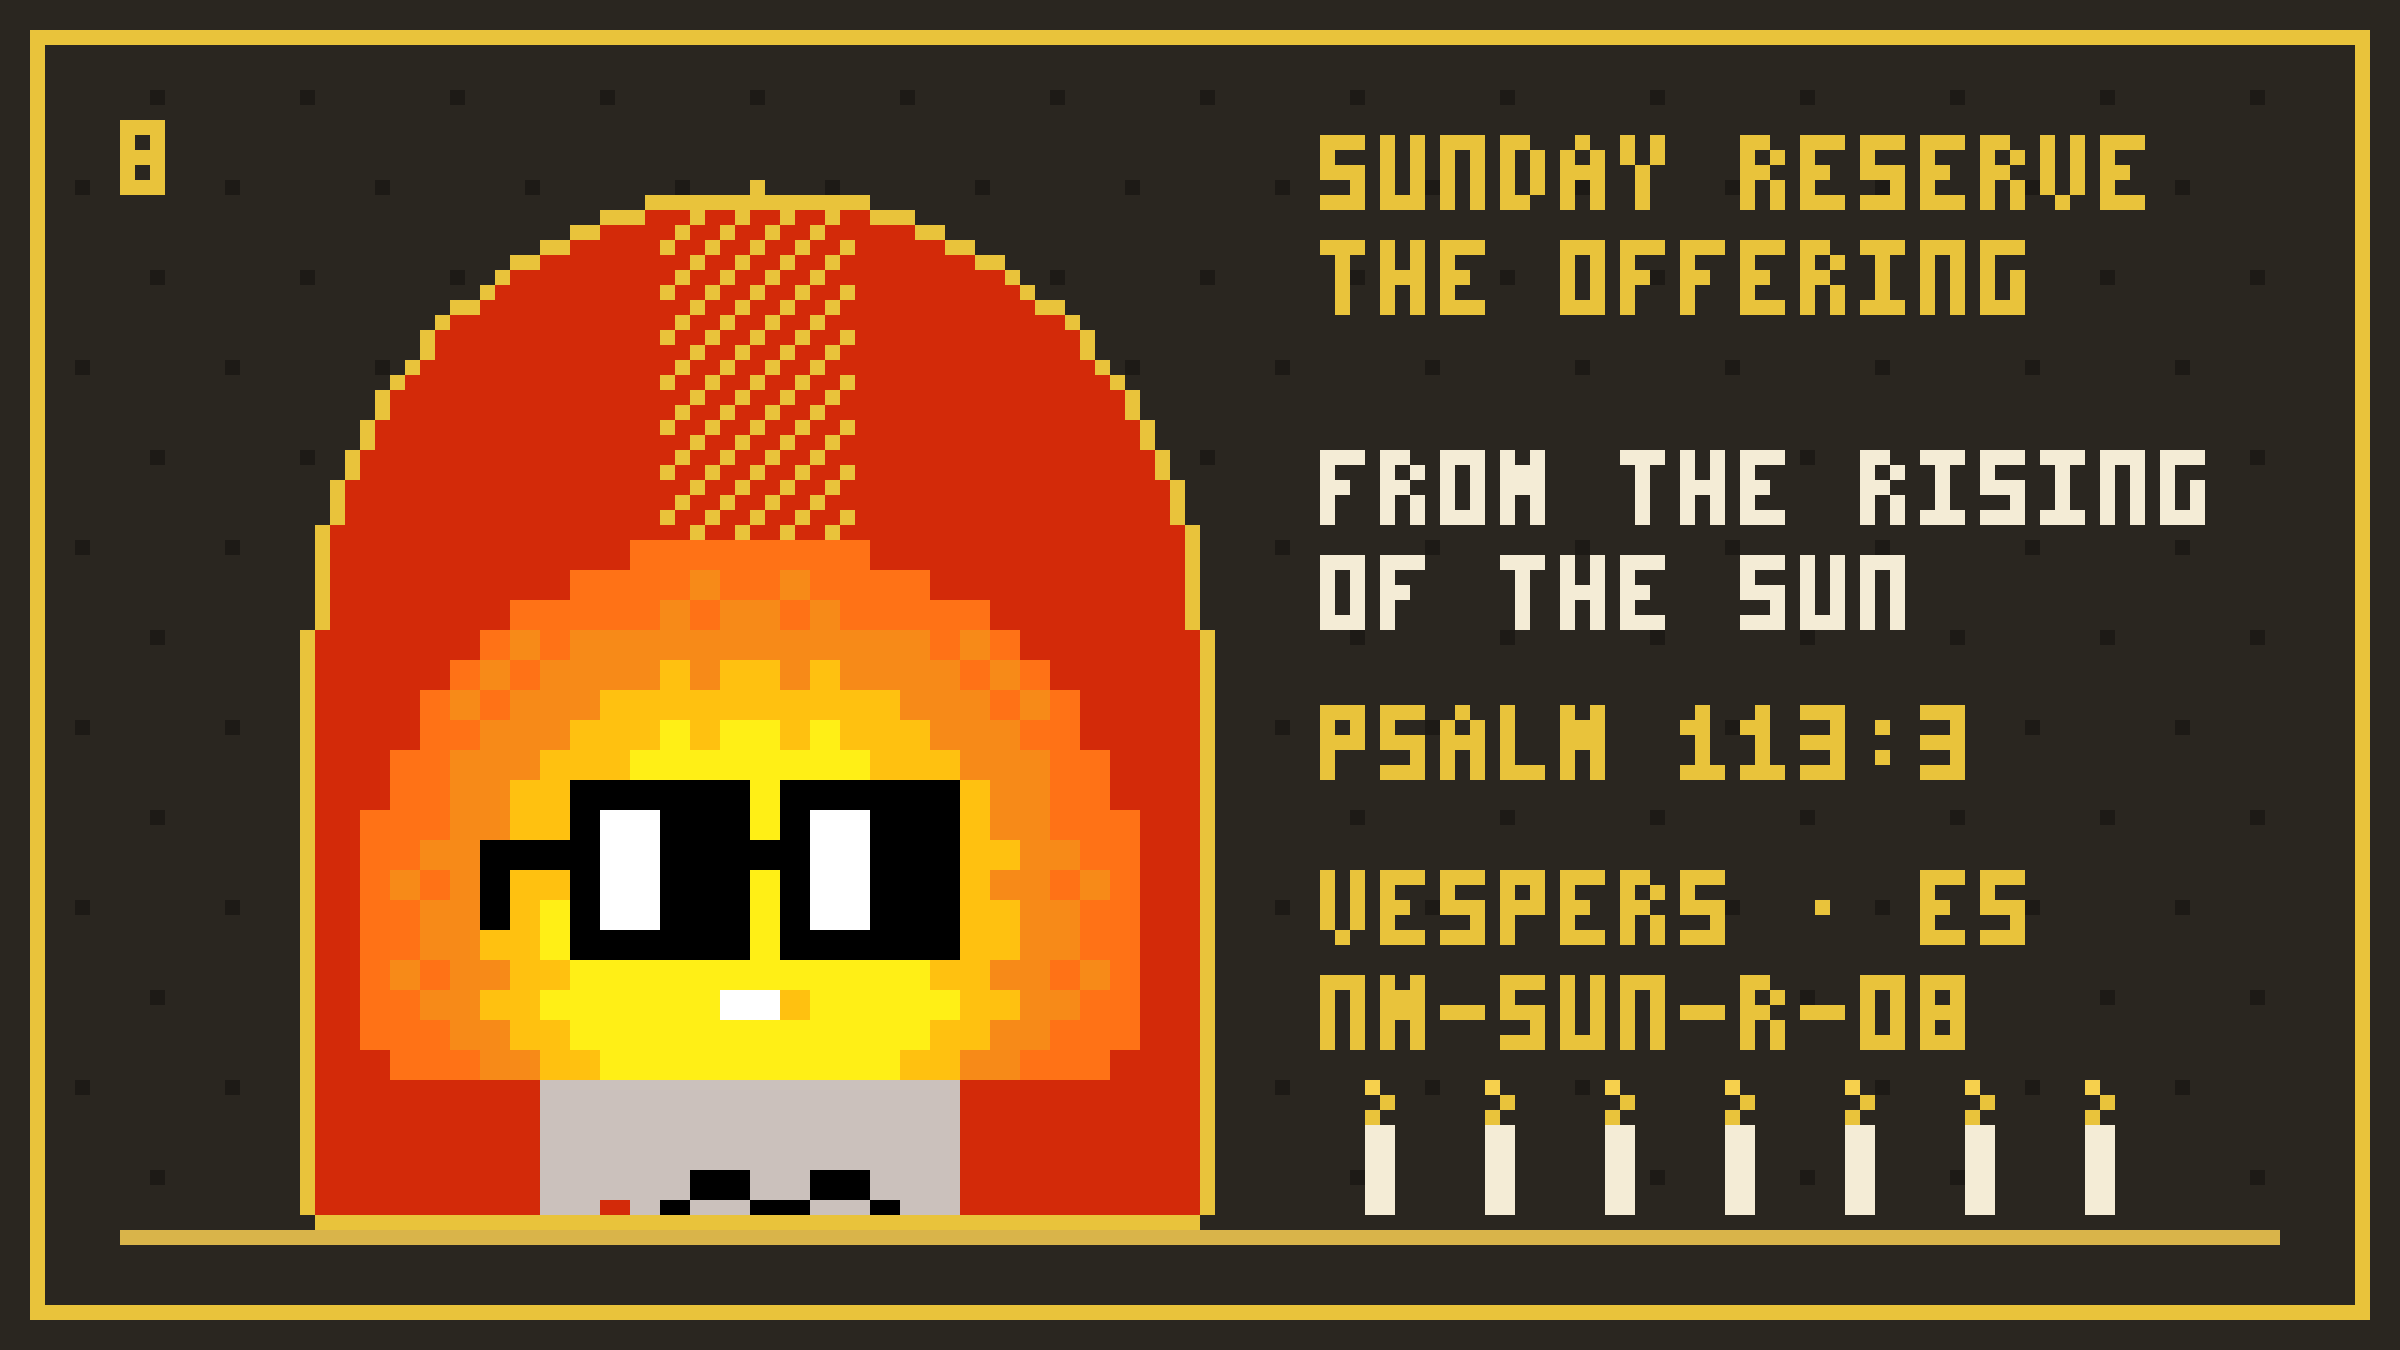 8
SUNDAY RESERVE
THE OFFERING
FROM THE RISING
OF THE SUN
PSALM 113:3
VESPERS · ES
NM-SUN-R-08